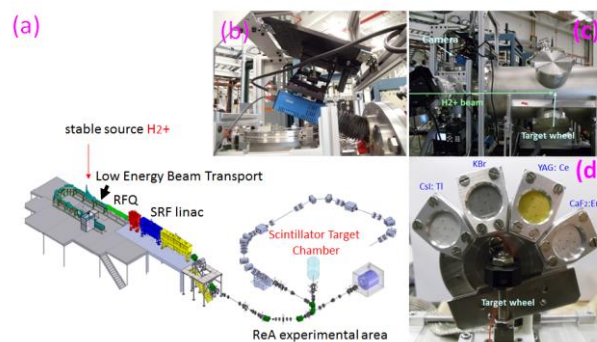 (a)
stable source H2+
Low Energy Beam Transport
RFQ
SRF linac
Scintillator Target
Chamber
ReA experimental area
(b)
(c)
Camera
H2+ beam
Target wheel
(d)
KBr
YAG: Ce
CsI: Tl
CaF2:Eu
Target wheel